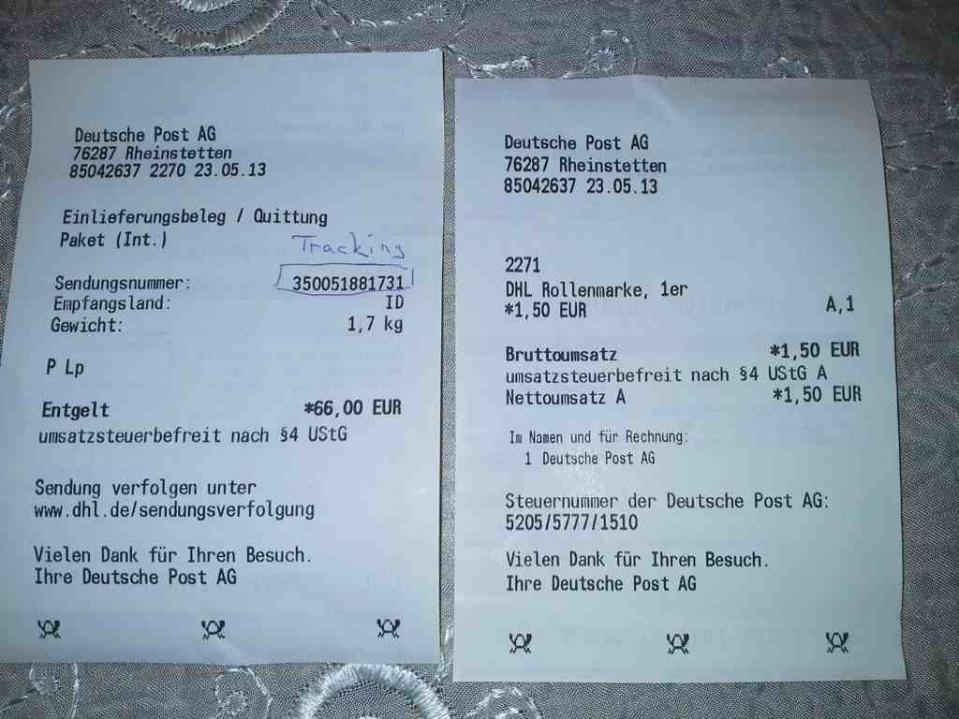 Deutsche Post AG
76287 Rheinstetten
85042637 2270 23.05.13
Einlieferungsbeleg / Quittung
Paket (Int.)
Tracking
Sendungsnummer: 350051881731
Empfangsland: ID
Gewicht: 1,7 kg
P Lp
Entgelt *66,00 EUR
umsatzsteuerbefreit nach §4 UStG
Sendung verfolgen unter
www.dhl.de/sendungsverfolgung
Vielen Dank für Ihren Besuch.
Ihre Deutsche Post AG
Deutsche Post AG
76287 Rheinstetten
85042637 23.05.13
2271
DHL Rollenmarke, 1er
*1,50 EUR A,1
Bruttoumsatz *1,50 EUR
umsatzsteuerbefreit nach §4 UStG A
Nettoumsatz A *1,50 EUR
Im Namen und für Rechnung:
1 Deutsche Post AG
Steuernummer der Deutsche Post AG:
5205/5777/1510
Vielen Dank für Ihren Besuch.
Ihre Deutsche Post AG